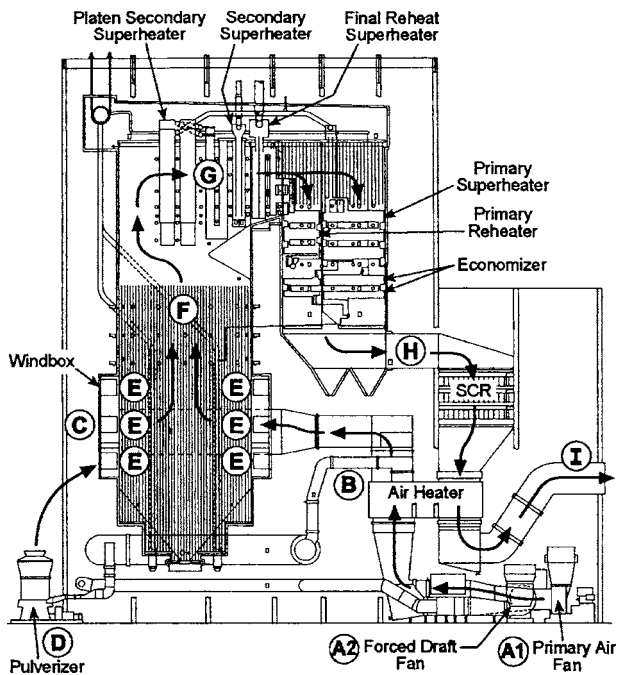 Platen Secondary
Superheater
Secondary
Superheater
Final Reheat
Superheater
G
Primary
Superheater
Primary
Reheater
Economizer
F
H
Windbox
SCR
E
E
C
E
E
E
E
I
B
Air Heater
D
Pulverizer
A2 Forced Draft
Fan
A1 Primary Air
Fan